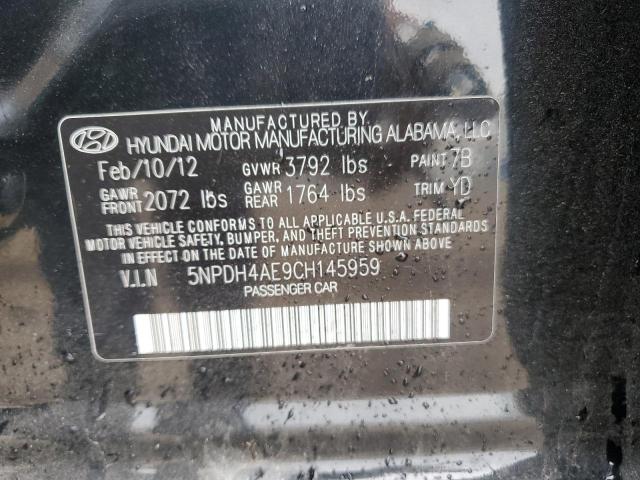 MANUFACTURED BY
HYUNDAI MOTOR MANUFACTURING ALABAMA, LLC
Feb/10/12 GVWR 3792 lbs PAINT 7B
GAWR FRONT 2072 lbs GAWR REAR 1764 lbs TRIM YD
THIS VEHICLE CONFORMS TO ALL APPLICABLE U.S.A. FEDERAL
MOTOR VEHICLE SAFETY, BUMPER, AND THEFT PREVENTION STANDARDS
IN EFFECT ON THE DATE OF MANUFACTURE SHOWN ABOVE.
V.I.N 5NPDH4AE9CH145959
PASSENGER CAR